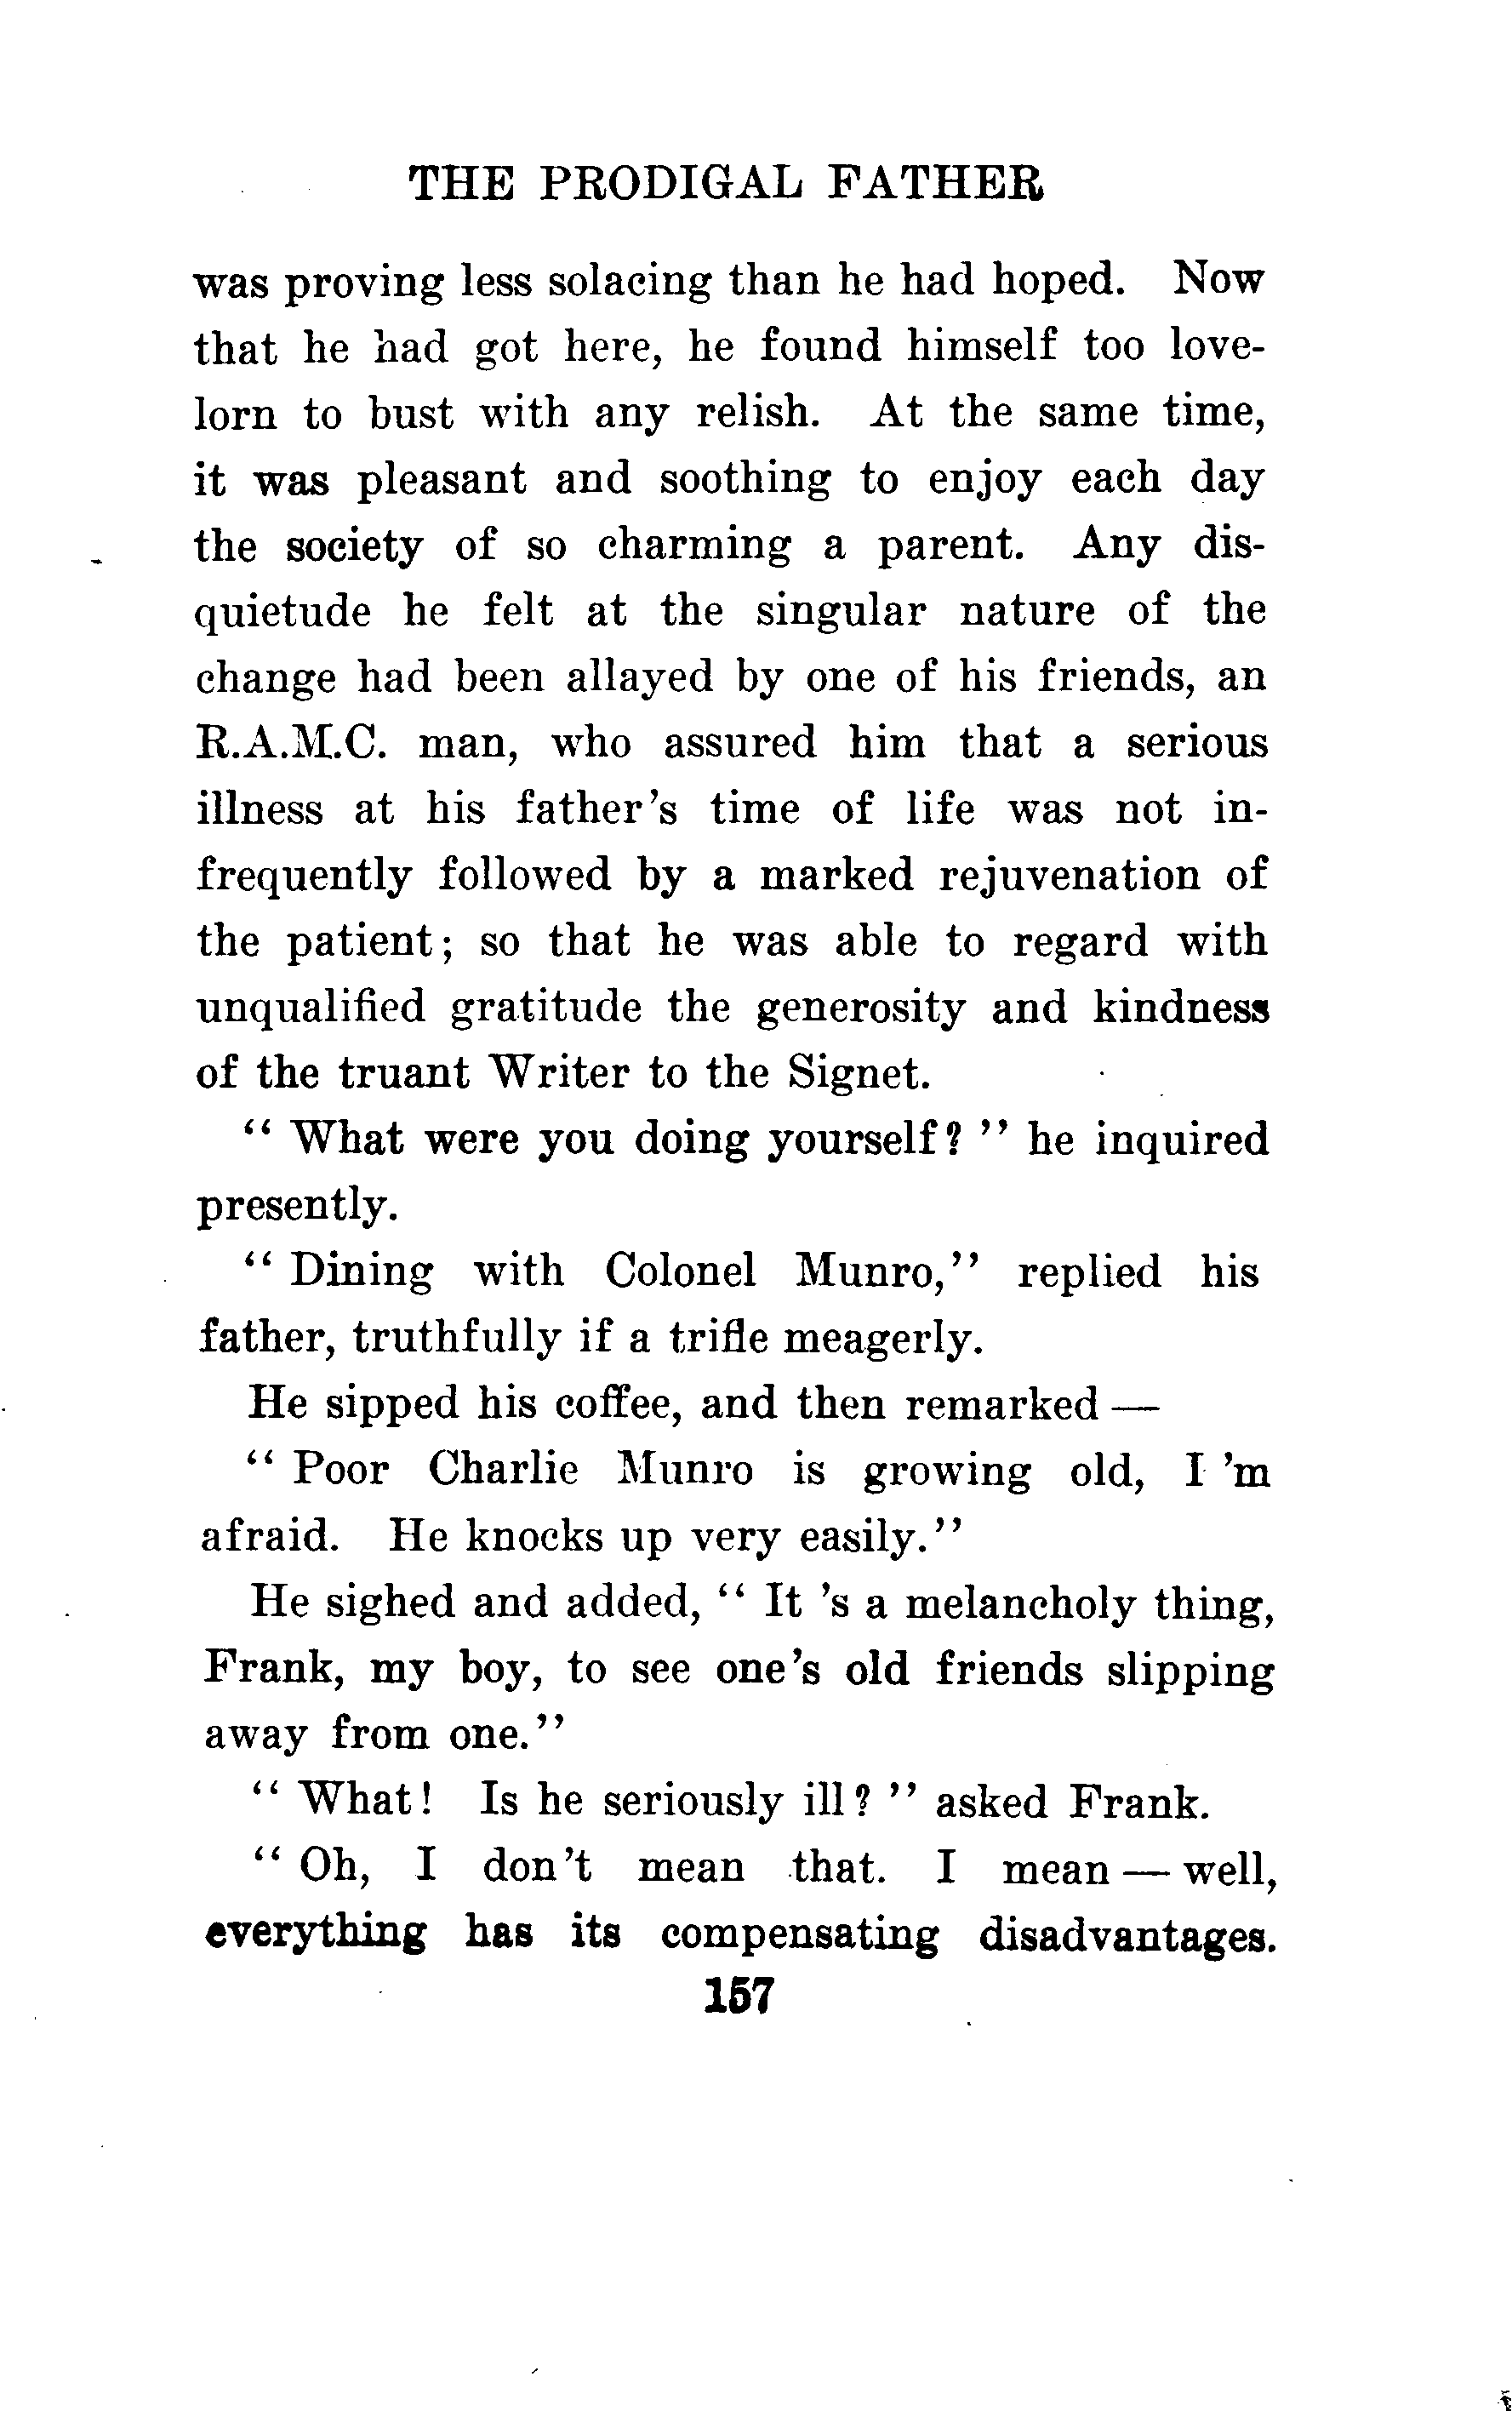 THE PRODIGAL FATHER
was proving less solacing than he had hoped. Now
that he had got here, he found himself too love-
lorn to bust with any relish. At the same time,
it was pleasant and soothing to enjoy each day
the society of so charming a parent. Any dis-
quietude he felt at the singular nature of the
change had been allayed by one of his friends, an
R.A.M.C. man, who assured him that a serious
illness at his father's time of life was not in-
frequently followed by a marked rejuvenation of
the patient; so that he was able to regard with
unqualified gratitude the generosity and kindness
of the truant Writer to the Signet.
“ What were you doing yourself? ” he inquired
presently.
“ Dining with Colonel Munro,” replied his
father, truthfully if a trifle meagerly.
He sipped his coffee, and then remarked —
“ Poor Charlie Munro is growing old, I 'm
afraid. He knocks up very easily.”
He sighed and added, “ It 's a melancholy thing,
Frank, my boy, to see one's old friends slipping
away from one.”
“ What! Is he seriously ill? ” asked Frank.
“ Oh, I don't mean that. I mean — well,
everything has its compensating disadvantages.
157